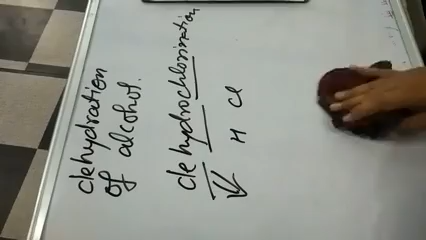 dehydration
of alcohol.
dehydrochlorination
H Cl